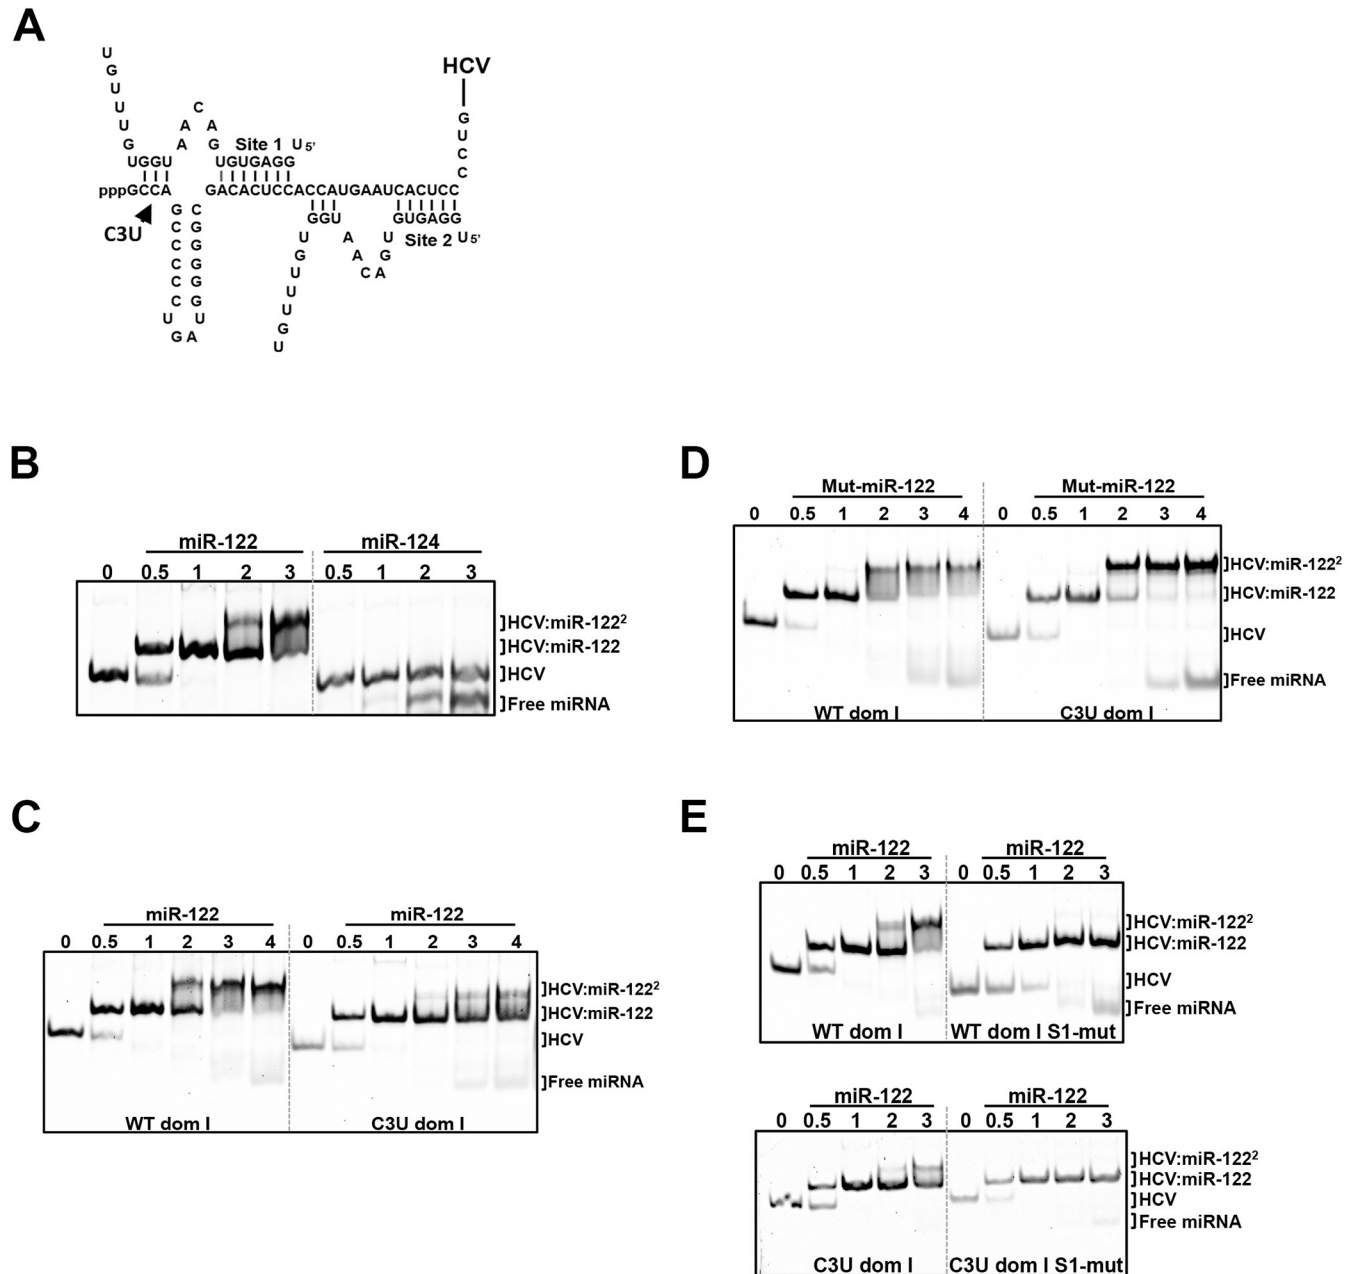 A
U
G
U
U
U
G
UGGU
A
A
C
A
G
Site 1
U 5'
UGUGAGG
HCV
G
U
C
C
pppGCCA
GACACUCCACCAUGAAUCACUCC
C3U
G C
C G
C G
C G
C G
C G
U U
G A
GGU
U
G
U
U
U
G
U
A
A
C A
G
U
GUGAGG
Site 2 U 5'
B
miR-122 miR-124
0 0.5 1 2 3 0.5 1 2 3
]HCV:miR-122²
]HCV:miR-122
]HCV
]Free miRNA
C
miR-122 miR-122
0 0.5 1 2 3 4 0 0.5 1 2 3 4
]HCV:miR-122²
]HCV:miR-122
]HCV
]Free miRNA
WT dom I C3U dom I
D
Mut-miR-122 Mut-miR-122
0 0.5 1 2 3 4 0 0.5 1 2 3 4
]HCV:miR-122²
]HCV:miR-122
]HCV
]Free miRNA
WT dom I C3U dom I
E
miR-122 miR-122
0 0.5 1 2 3 0 0.5 1 2 3
]HCV:miR-122²
]HCV:miR-122
]HCV
]Free miRNA
WT dom I WT dom I S1-mut
miR-122 miR-122
0 0.5 1 2 3 0 0.5 1 2 3
]HCV:miR-122²
]HCV:miR-122
]HCV
]Free miRNA
C3U dom I C3U dom I S1-mut